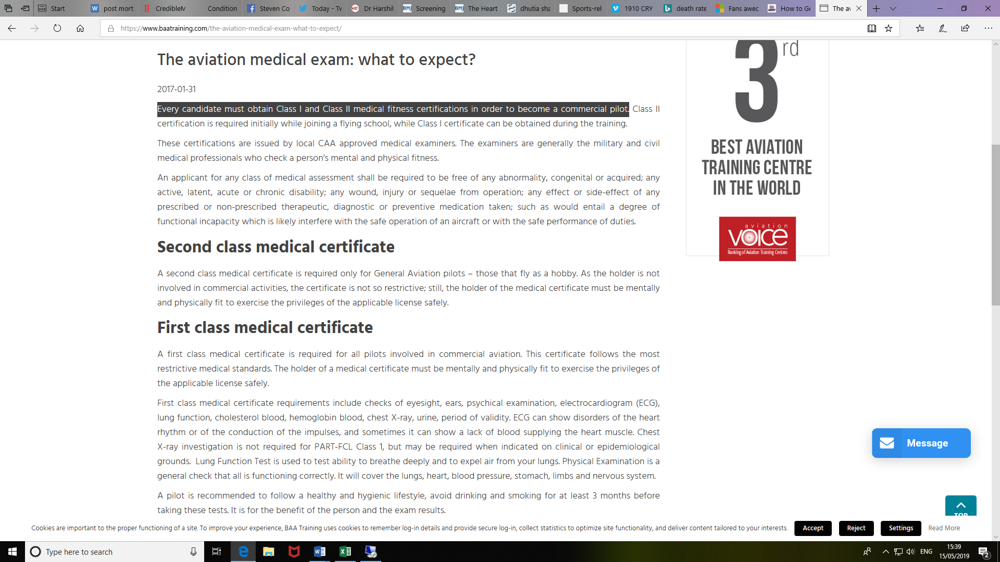 Start
post mort
CredibleM
Condition
Steven Co
Today - Tw
Dr Harshil
BMJ Screening
BMJ The Heart
dhutia sha
Sports-rel
1910 CRY
death rate
Fans awec
How to Ge
The av
https://www.baatraining.com/the-aviation-medical-exam-what-to-expect/
The aviation medical exam: what to expect?
2017-01-31
Every candidate must obtain Class I and Class II medical fitness certifications in order to become a commercial pilot. Class II
certification is required initially while joining a flying school, while Class I certificate can be obtained during the training.
These certifications are issued by local CAA approved medical examiners. The examiners are generally the military and civil
medical professionals who check a person’s mental and physical fitness.
An applicant for any class of medical assessment shall be required to be free of any abnormality, congenital or acquired; any
active, latent, acute or chronic disability; any wound, injury or sequelae from operation; any effect or side-effect of any
prescribed or non-prescribed therapeutic, diagnostic or preventive medication taken; such as would entail a degree of
functional incapacity which is likely interfere with the safe operation of an aircraft or with the safe performance of duties.
Second class medical certificate
A second class medical certificate is required only for General Aviation pilots – those that fly as a hobby. As the holder is not
involved in commercial activities, the certificate is not so restrictive; still, the holder of the medical certificate must be mentally
and physically fit to exercise the privileges of the applicable license safely.
First class medical certificate
A first class medical certificate is required for all pilots involved in commercial aviation. This certificate follows the most
restrictive medical standards. The holder of a medical certificate must be mentally and physically fit to exercise the privileges of
the applicable license safely.
First class medical certificate requirements include checks of eyesight, ears, psychical examination, electrocardiogram (ECG),
lung function, cholesterol blood, hemoglobin blood, chest X-ray, urine, period of validity. ECG can show disorders of the heart
rhythm or of the conduction of the impulses, and sometimes it can show a lack of blood supplying the heart muscle. Chest
X-ray investigation is not required for PART-FCL Class 1, but may be required when indicated on clinical or epidemiological
grounds.  Lung Function Test is used to test ability to breathe deeply and to expel air from your lungs. Physical Examination is a
general check that all is functioning correctly. It will cover the lungs, heart, blood pressure, stomach, limbs and nervous system.
A pilot is recommended to follow a healthy and hygienic lifestyle, avoid drinking and smoking for at least 3 months before
taking these tests. It is for the benefit of the person and the exam results.
3rd
BEST AVIATION
TRAINING CENTRE
IN THE WORLD
aviation
VOICE
Ranking of Aviation Training Centres
Message
TOP
Cookies are important to the proper functioning of a site. To improve your experience, BAA Training uses cookies to remember log-in details and provide secure log-in, collect statistics to optimize site functionality, and deliver content tailored to your interests.
Accept
Reject
Settings
Read More
Type here to search
ENG
15:39
15/05/2019
2